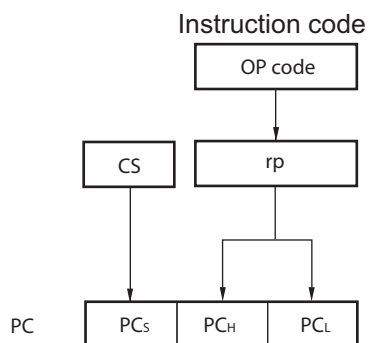 Instruction code
OP code
CS
rp
PC
PCS
PCH
PCL